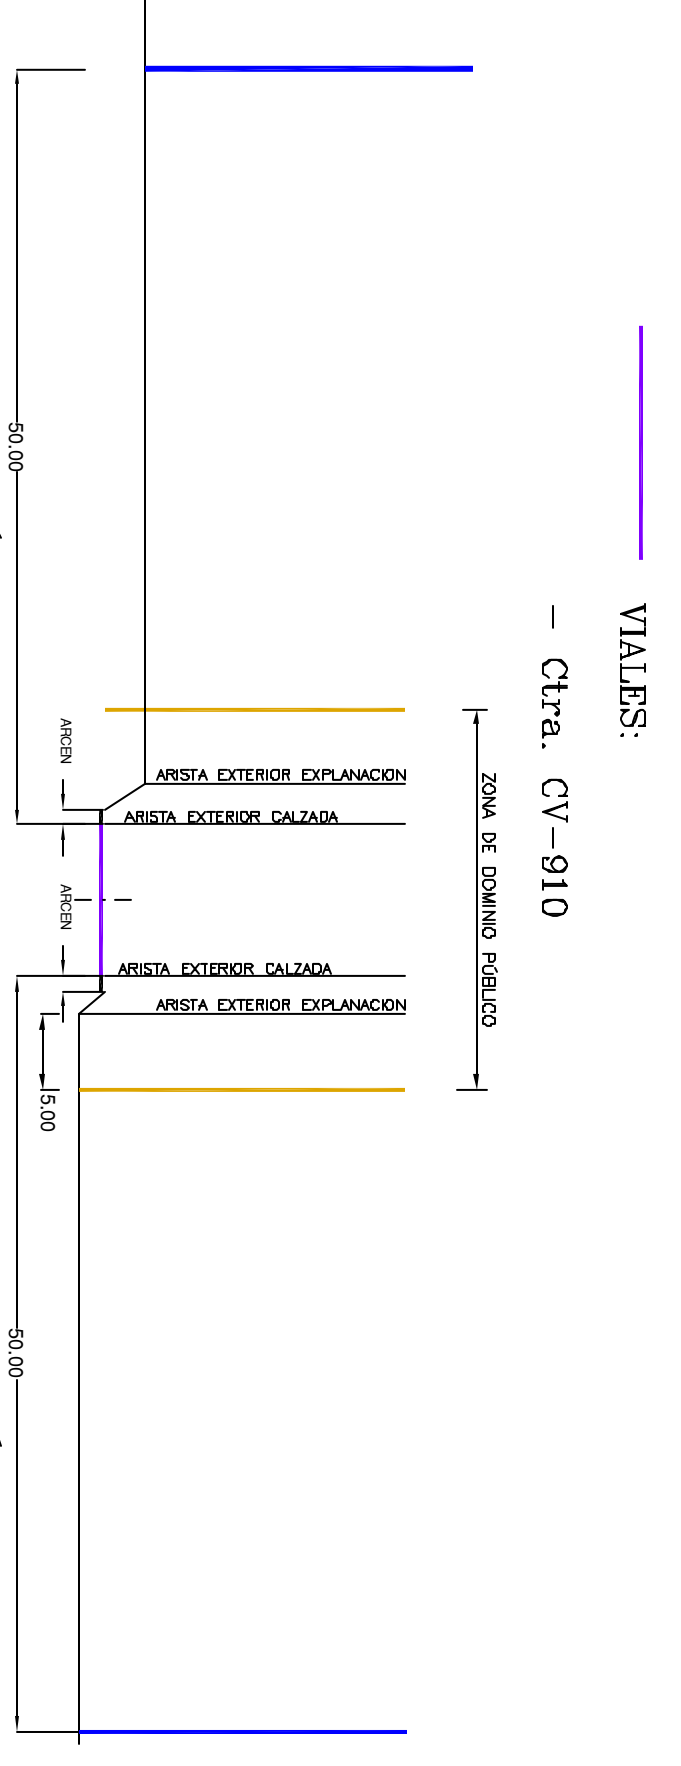 VIALES:
- Ctra. CV-910
ZONA DE DOMINIO PÚBLICO
50.00
ARCEN
ARISTA EXTERIOR EXPLANACION
ARISTA EXTERIOR CALZADA
ARCEN
ARISTA EXTERIOR CALZADA
ARISTA EXTERIOR EXPLANACION
5.00
50.00